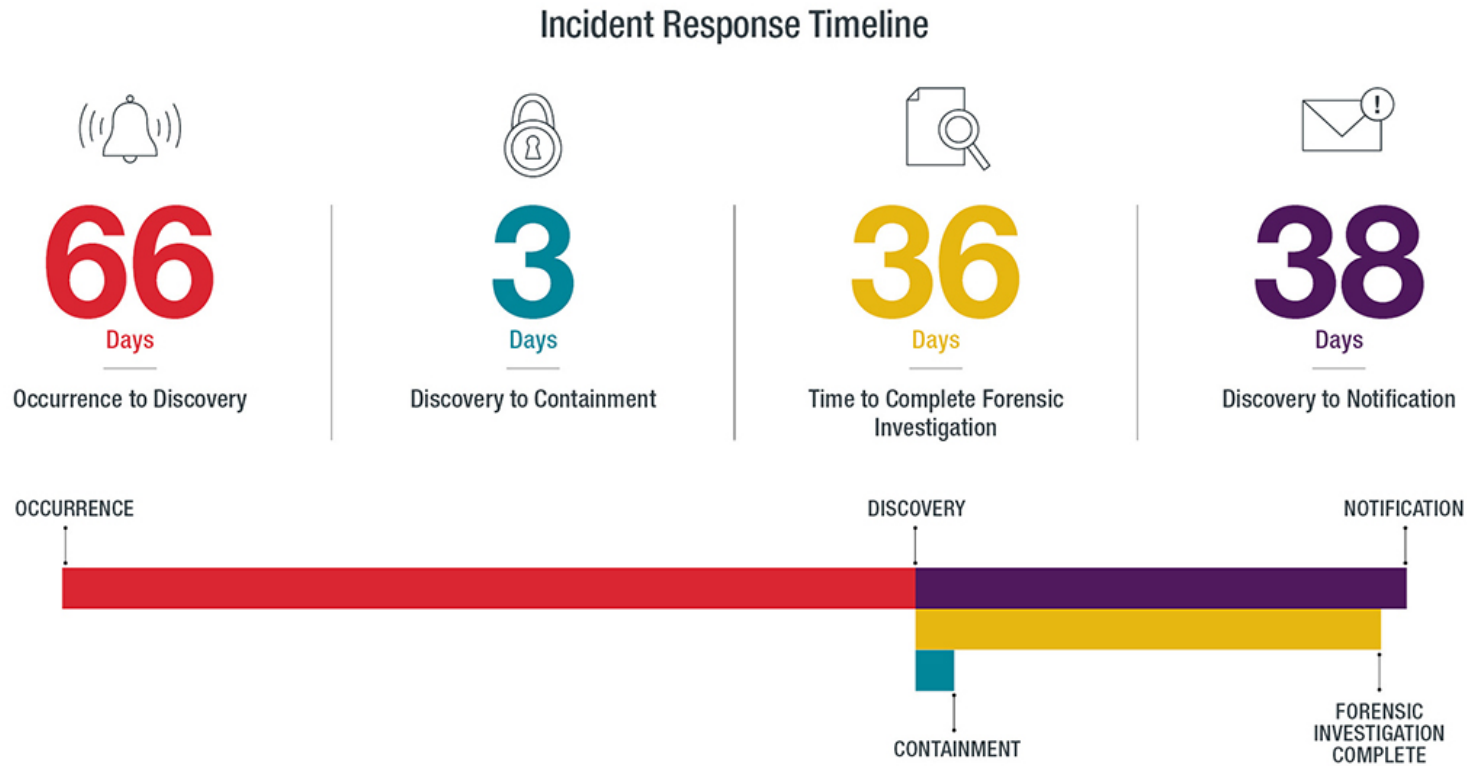 Incident Response Timeline
!
66
Days
Occurrence to Discovery
3
Days
Discovery to Containment
36
Days
Time to Complete Forensic
Investigation
38
Days
Discovery to Notification
OCCURRENCE
DISCOVERY
NOTIFICATION
CONTAINMENT
FORENSIC
INVESTIGATION
COMPLETE